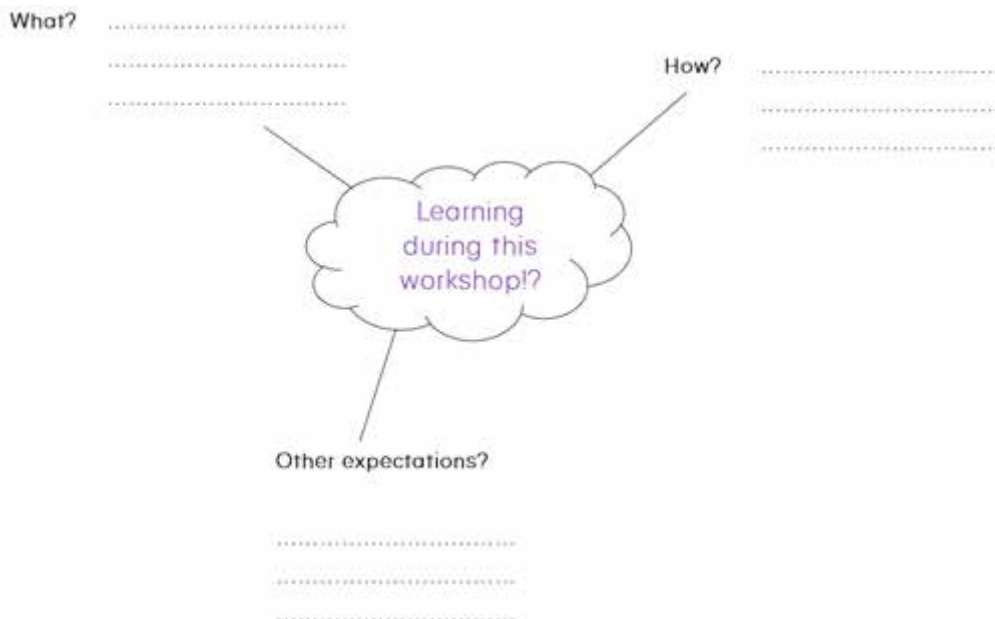 What?
How?
Learning
during this
workshop!?
Other expectations?